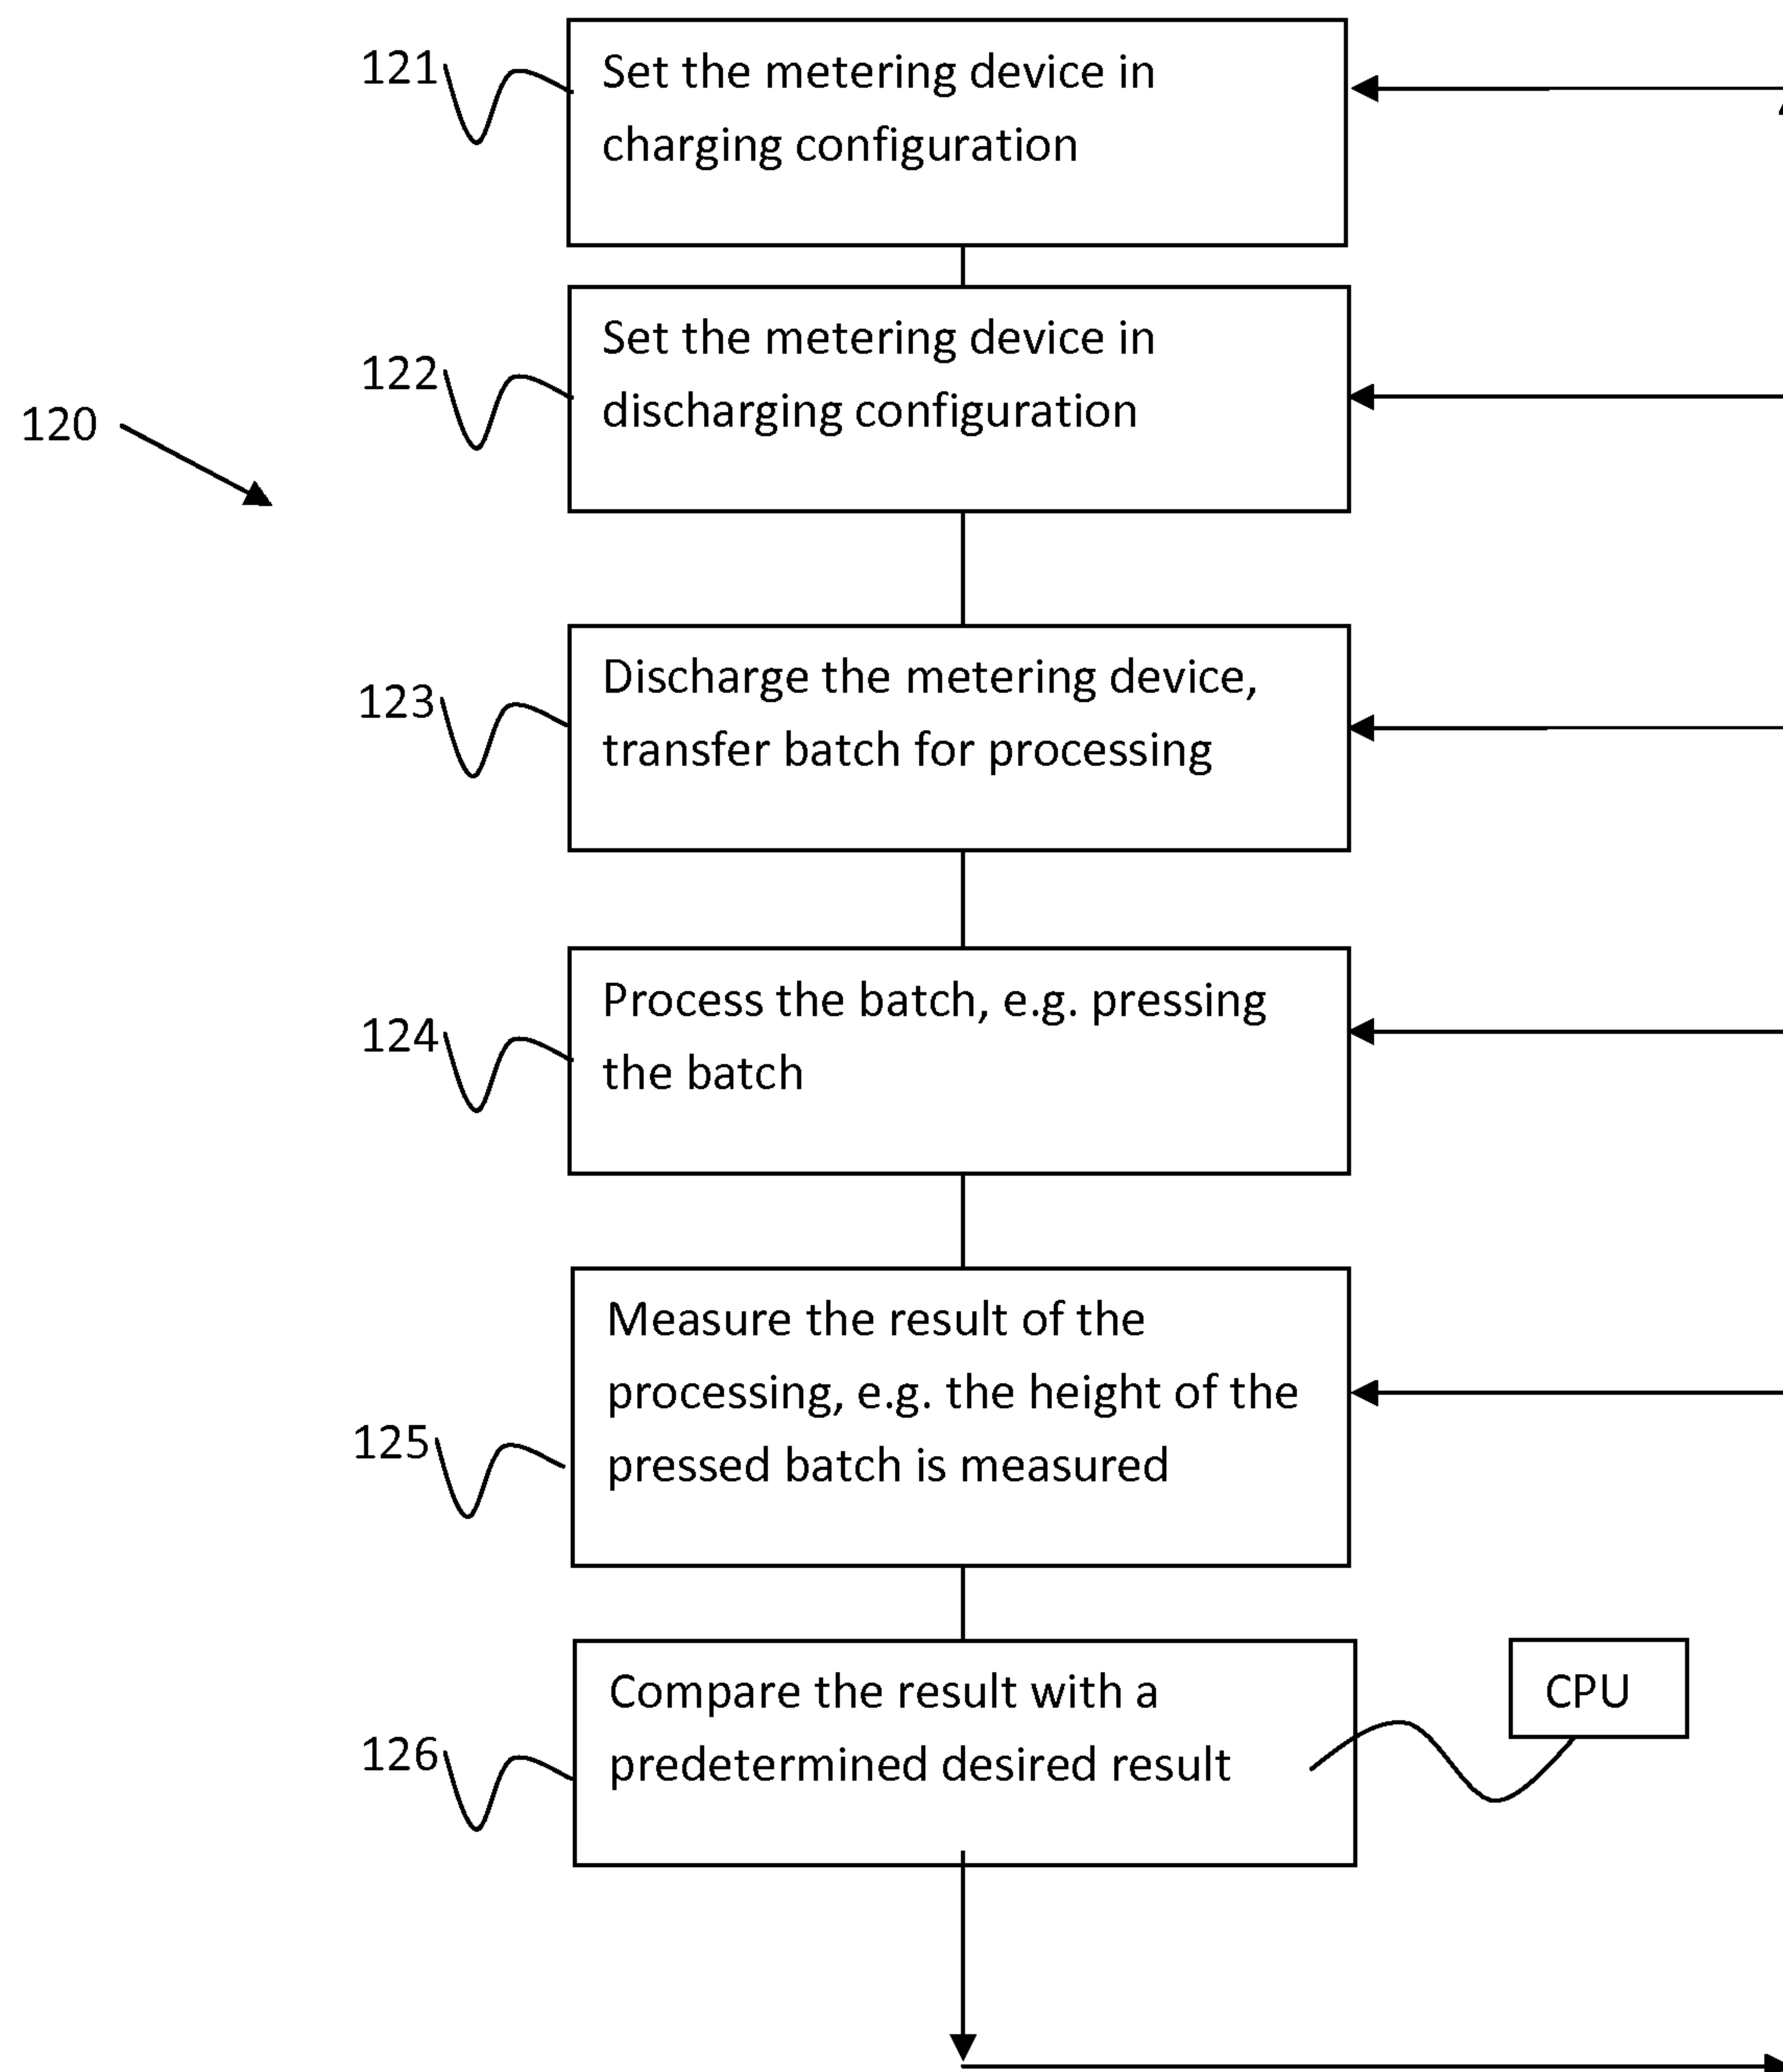 121
Set the metering device in
charging configuration
122
Set the metering device in
discharging configuration
120
123
Discharge the metering device,
transfer batch for processing
124
Process the batch, e.g. pressing
the batch
125
Measure the result of the
processing, e.g. the height of the
pressed batch is measured
126
Compare the result with a
predetermined desired result
CPU